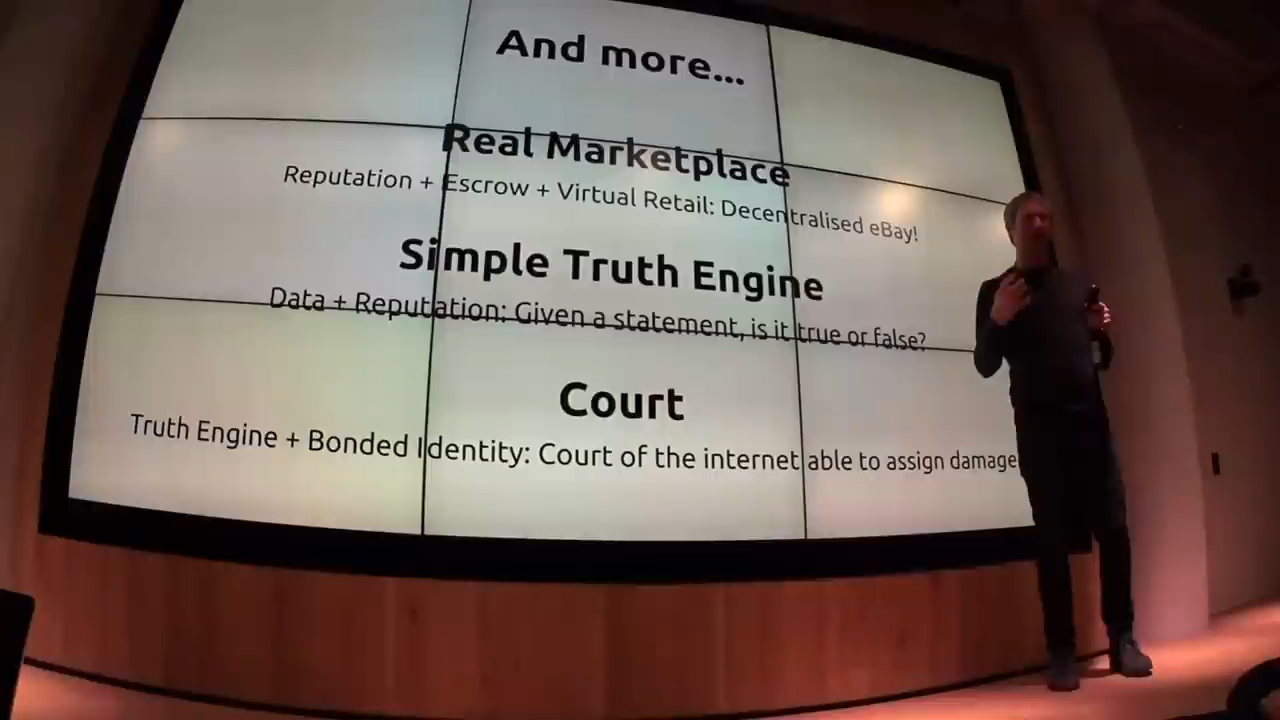 And more...
Real Marketplace
Reputation + Escrow + Virtual Retail: Decentralised eBay!
Simple Truth Engine
Data + Reputation: Given a statement, is it true or false?
Court
Truth Engine + Bonded Identity: Court of the internet able to assign damage